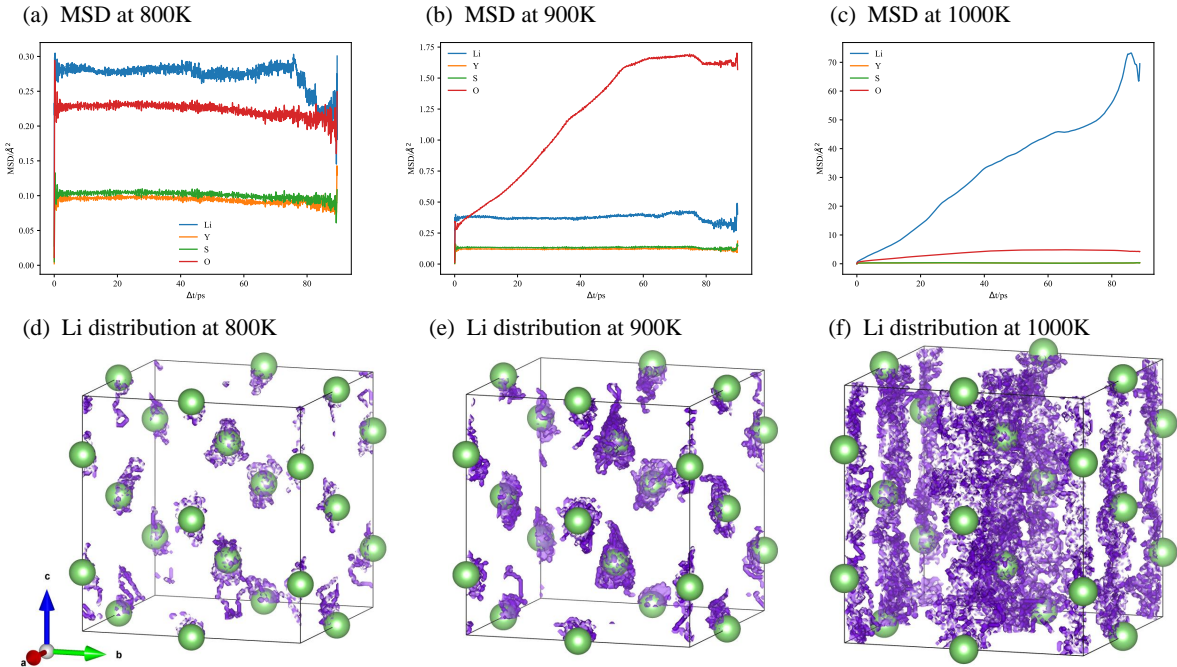 (a) MSD at 800K
(b) MSD at 900K
(c) MSD at 1000K
MSD/Å²
0.30
0.25
0.20
0.15
0.10
0.05
0.00
Li
Y
S
O
0 20 40 60 80
Δt/ps
MSD/Å²
1.75
1.50
1.25
1.00
0.75
0.50
0.25
0.00
Li
Y
S
O
0 20 40 60 80
Δt/ps
MSD/Å²
70
60
50
40
30
20
10
0
Li
Y
S
O
0 20 40 60 80
Δt/ps
(d) Li distribution at 800K
(e) Li distribution at 900K
(f) Li distribution at 1000K
c
a
b